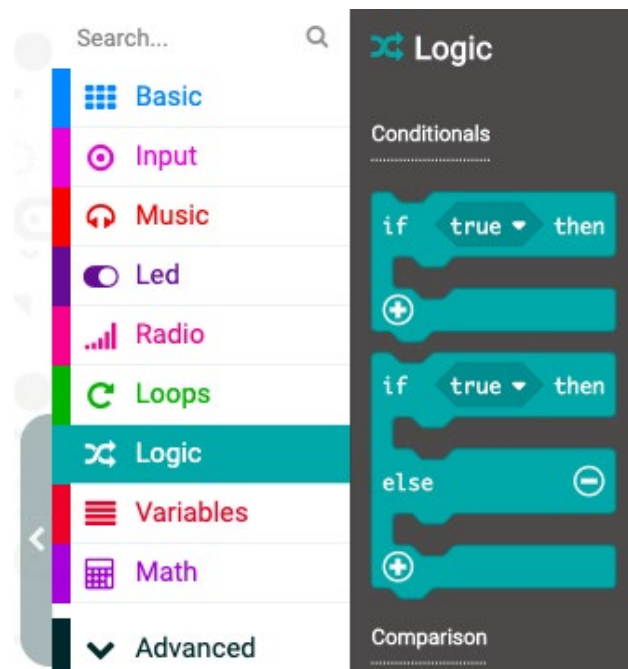 Search...
Basic
Input
Music
Led
Radio
Loops
Logic
Variables
Math
Advanced
Logic
Conditionals
if true then
if true then
else
Comparison